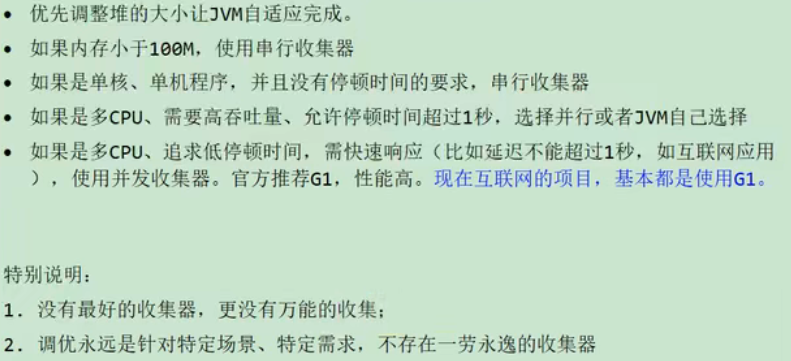 • 优先调整堆的大小让JVM自适应完成。
• 如果内存小于100M，使用串行收集器
• 如果是单核、单机程序，并且没有停顿时间的要求，串行收集器
• 如果是多CPU、需要高吞吐量、允许停顿时间超过1秒，选择并行或者JVM自己选择
• 如果是多CPU、追求低停顿时间，需快速响应（比如延迟不能超过1秒，如互联网应用
），使用并发收集器。官方推荐G1，性能高。现在互联网的项目，基本都是使用G1。
特别说明：
1. 没有最好的收集器，更没有万能的收集；
2. 调优永远是针对特定场景、特定需求，不存在一劳永逸的收集器